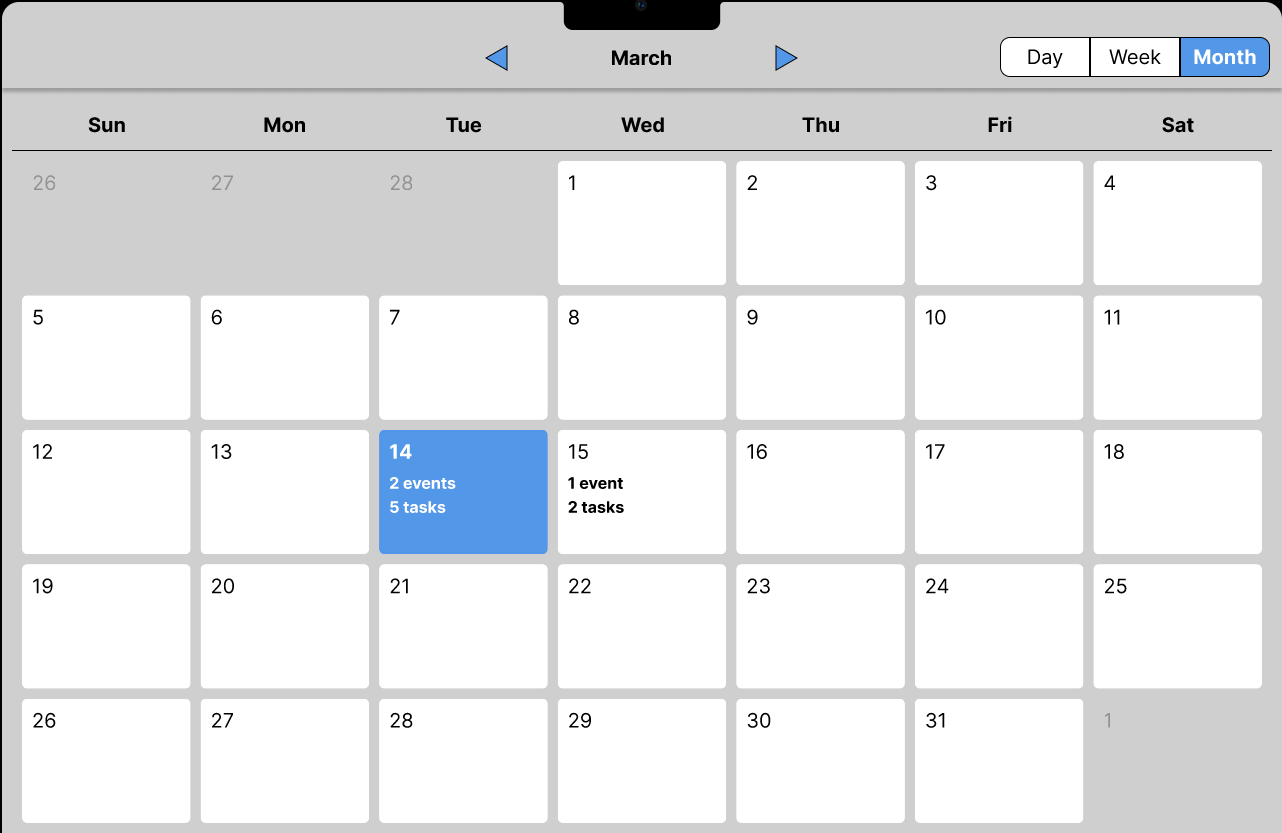 March
Day Week Month
Sun Mon Tue Wed Thu Fri Sat
26 27 28 1 2 3 4
5 6 7 8 9 10 11
12 13 14 15 16 17 18
2 events 1 event
5 tasks 2 tasks
19 20 21 22 23 24 25
26 27 28 29 30 31 1